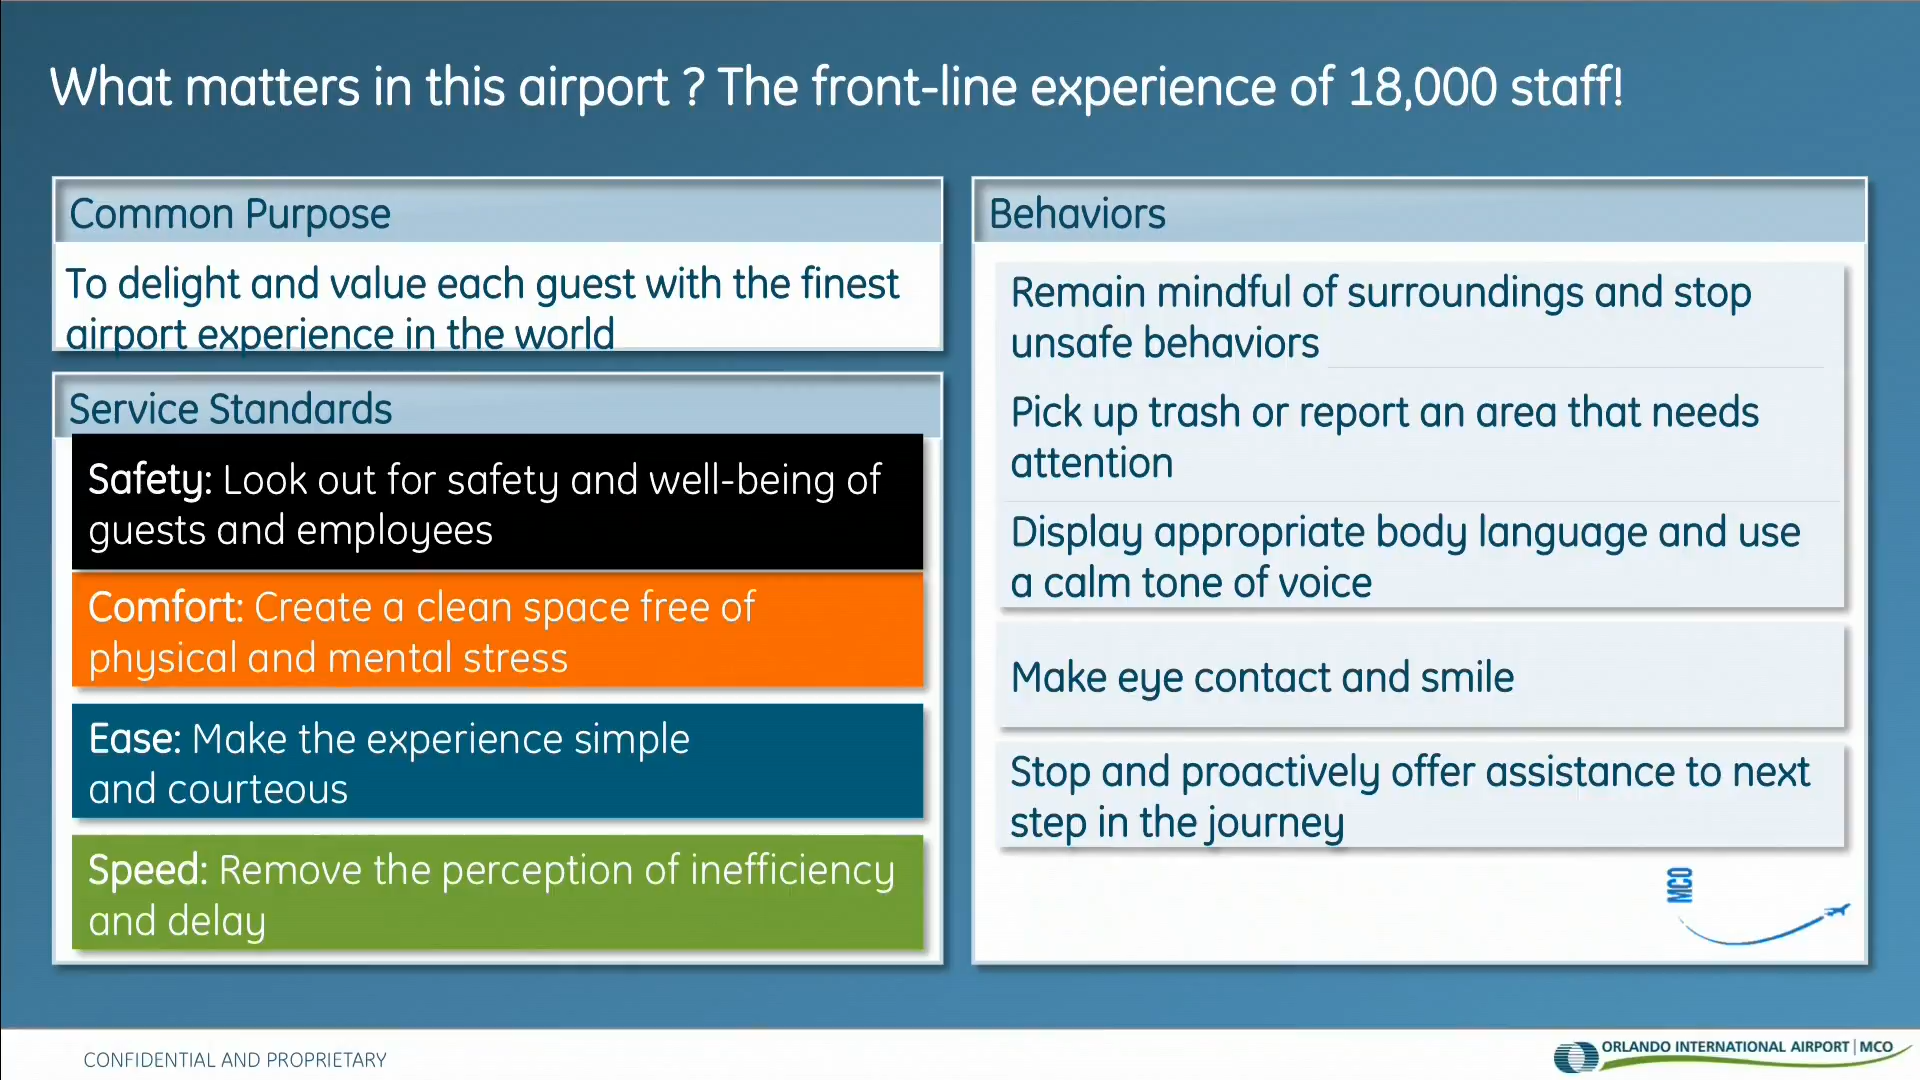 What matters in this airport ? The front-line experience of 18,000 staff!
Common Purpose
To delight and value each guest with the finest
airport experience in the world
Service Standards
Safety: Look out for safety and well-being of
guests and employees
Comfort: Create a clean space free of
physical and mental stress
Ease: Make the experience simple
and courteous
Speed: Remove the perception of inefficiency
and delay
Behaviors
Remain mindful of surroundings and stop
unsafe behaviors
Pick up trash or report an area that needs
attention
Display appropriate body language and use
a calm tone of voice
Make eye contact and smile
Stop and proactively offer assistance to next
step in the journey
MCO
CONFIDENTIAL AND PROPRIETARY
ORLANDO INTERNATIONAL AIRPORT | MCO